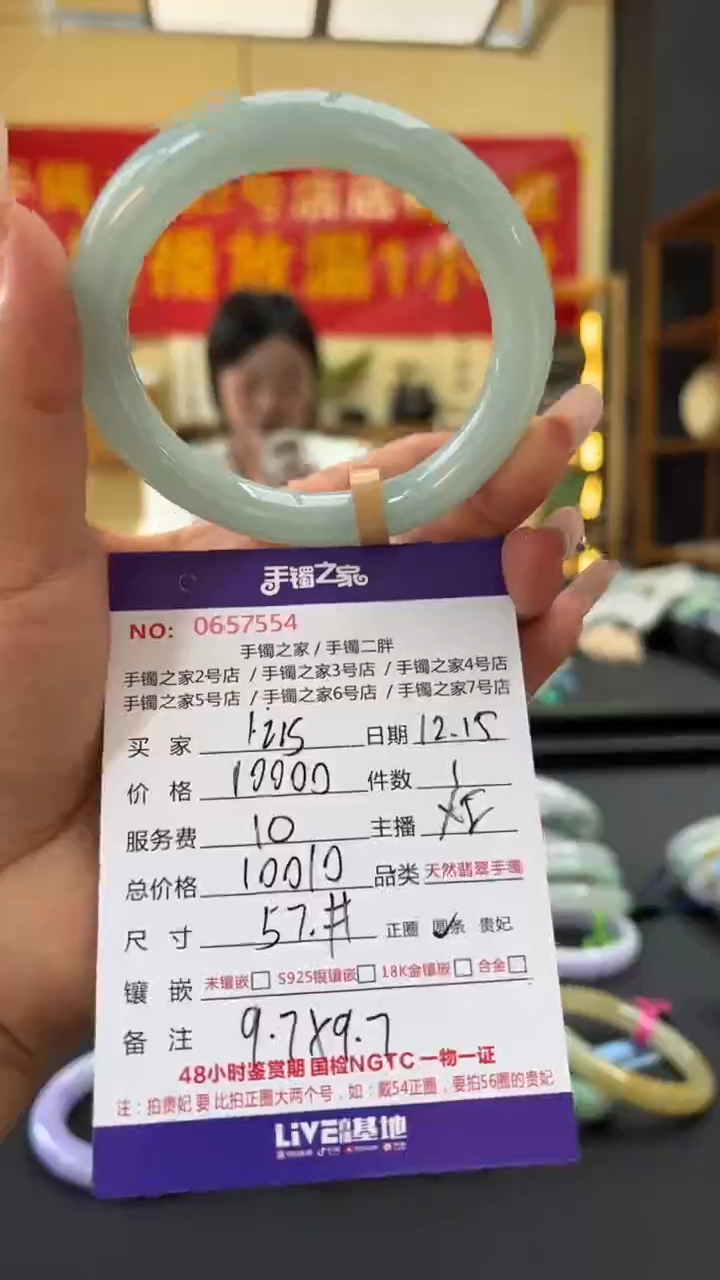 手镯之家
NO: 0657554
手镯之家 / 手镯二胖
手镯之家2号店 / 手镯之家3号店 / 手镯之家4号店
手镯之家5号店 / 手镯之家6号店 / 手镯之家7号店
买 家 1215 日期 12.15
价 格 10000 件数 1
服务费 10 主播
总价格 10010 品类 天然翡翠手镯
尺 寸 57.# 正圈 圆条 贵妃
镶 嵌 未镶嵌 S925银镶嵌 18K金镶嵌 合金
备 注 9.7X9.7
48小时鉴赏期 国检NGTC 一物一证
注：拍贵妃 要 比拍正圈大两个号，如：戴54正圈，要拍56圈的贵妃
LiVE 基地